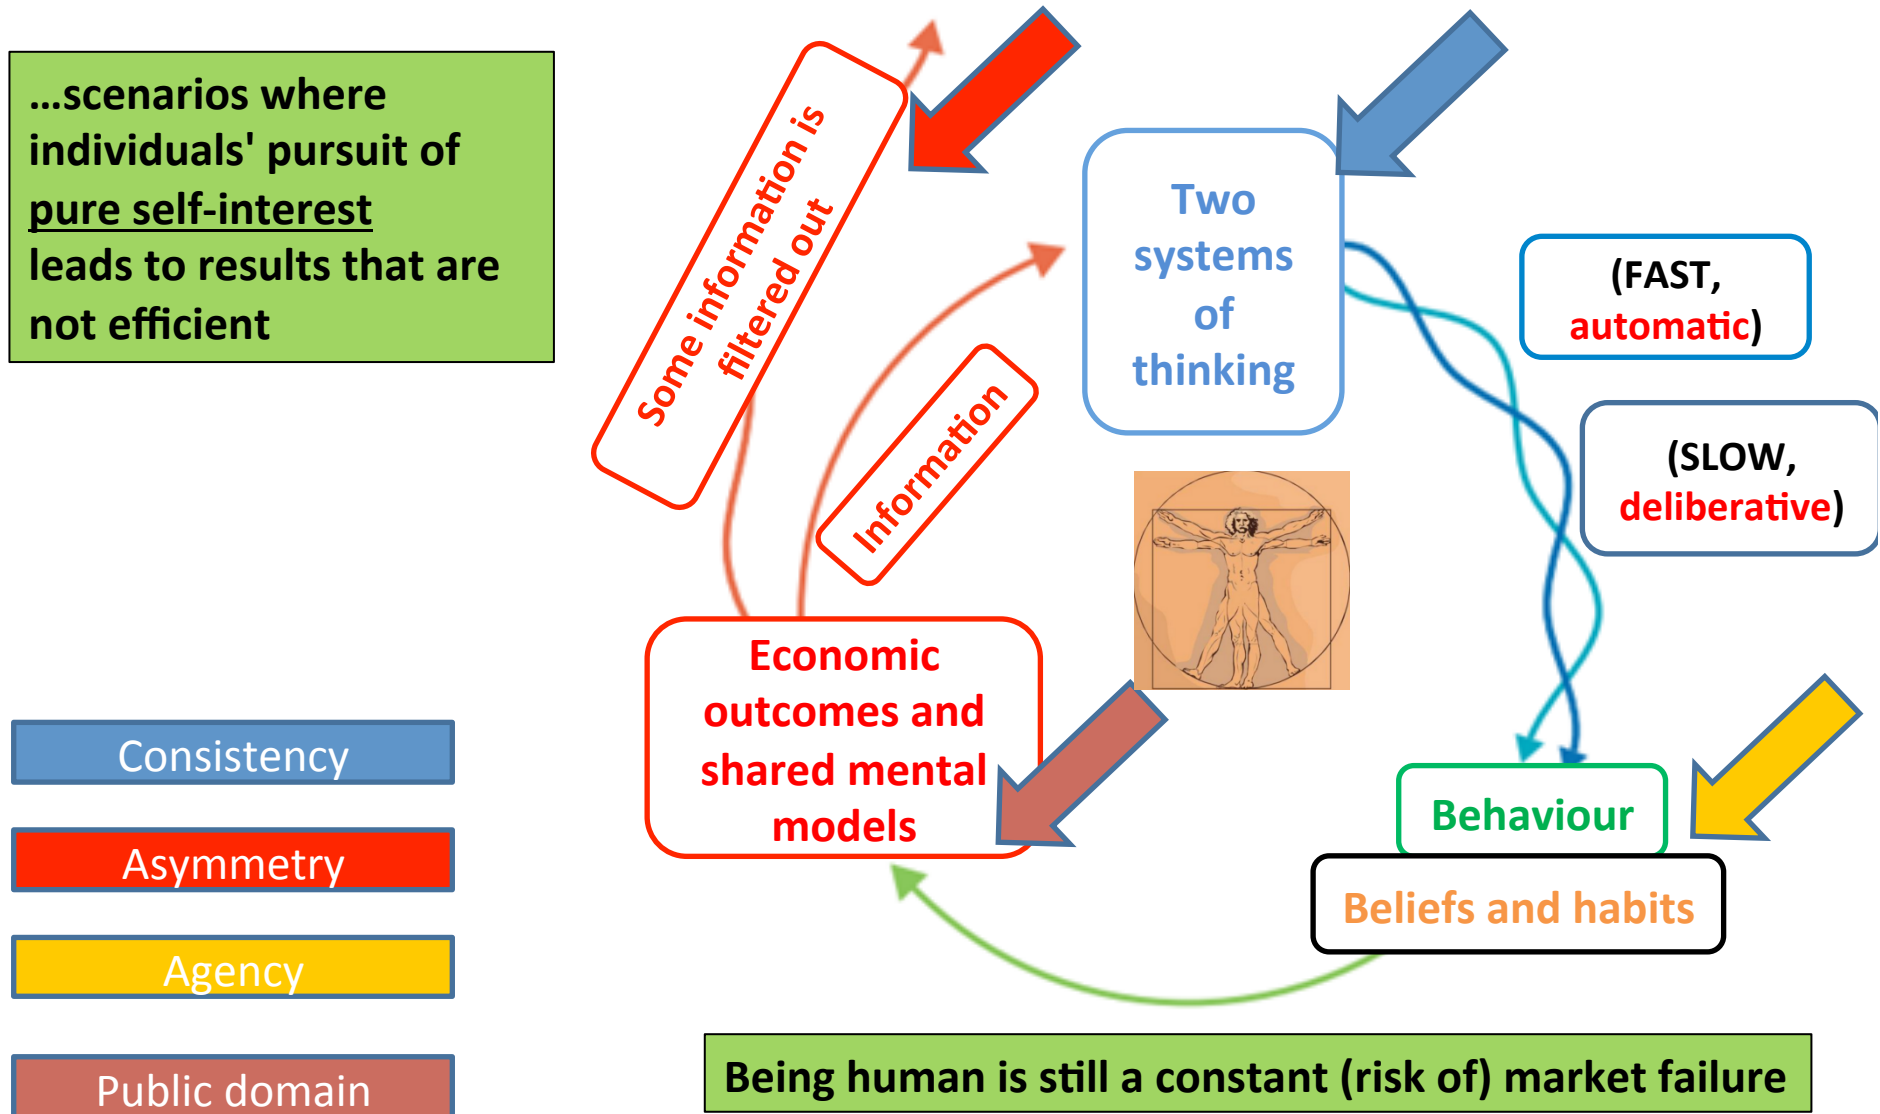 ...scenarios where
individuals' pursuit of
pure self-interest
leads to results that are
not efficient
Some information is
filtered out
Information
Two
systems
of
thinking
(FAST,
automatic)
(SLOW,
deliberative)
Economic
outcomes and
shared mental
models
Behaviour
Beliefs and habits
Consistency
Asymmetry
Agency
Public domain
Being human is still a constant (risk of) market failure